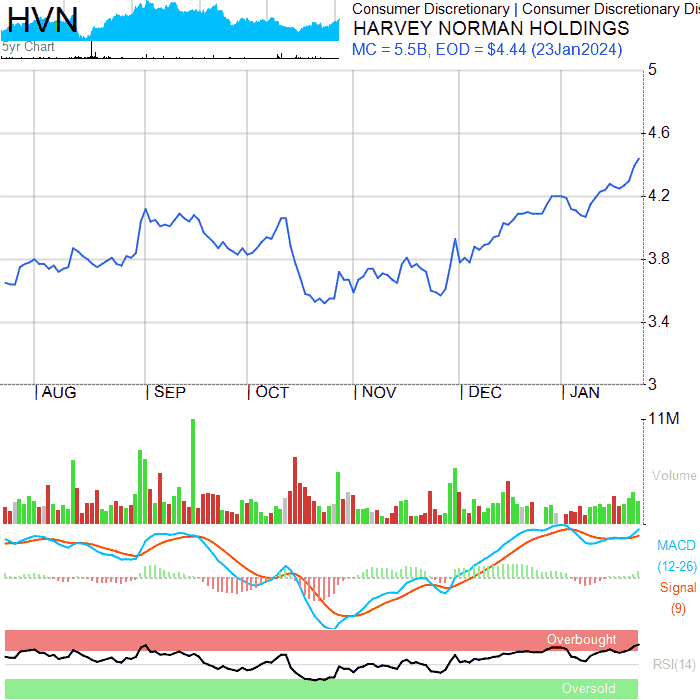 HVN
5yr Chart
Consumer Discretionary | Consumer Discretionary Dis
HARVEY NORMAN HOLDINGS
MC = 5.5B, EOD = $4.44 (23Jan2024)
5
4.6
4.2
3.8
3.4
3
AUG SEP OCT NOV DEC JAN
11M
Volume
MACD
(12-26)
Signal
(9)
Overbought
RSI(14)
Oversold